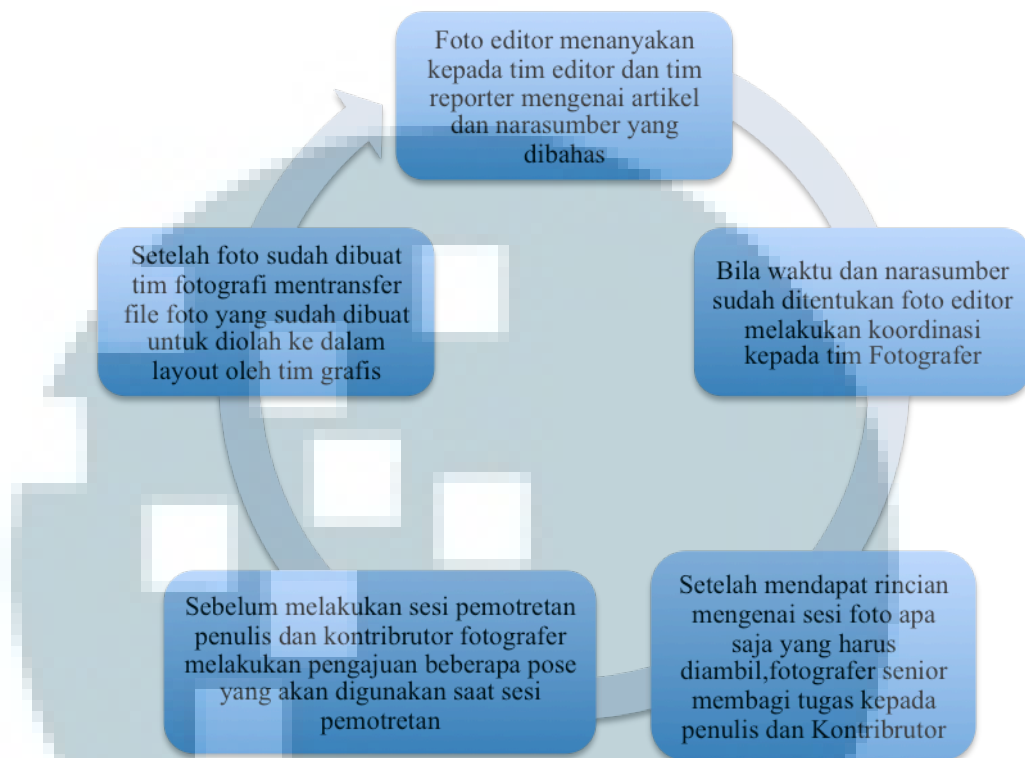 Foto editor menanyakan
kepada tim editor dan tim
reporter mengenai artikel
dan narasumber yang
dibahas
Bila waktu dan narasumber
sudah ditentukan foto editor
melakukan koordinasi
kepada tim Fotografer
Setelah mendapat rincian
mengenai sesi foto apa
saja yang harus
diambil,fotografer senior
membagi tugas kepada
penulis dan Kontribrutor
Sebelum melakukan sesi pemotretan
penulis dan kontribrutor fotografer
melakukan pengajuan beberapa pose
yang akan digunakan saat sesi
pemotretan
Setelah foto sudah dibuat
tim fotografi mentransfer
file foto yang sudah dibuat
untuk diolah ke dalam
layout oleh tim grafis